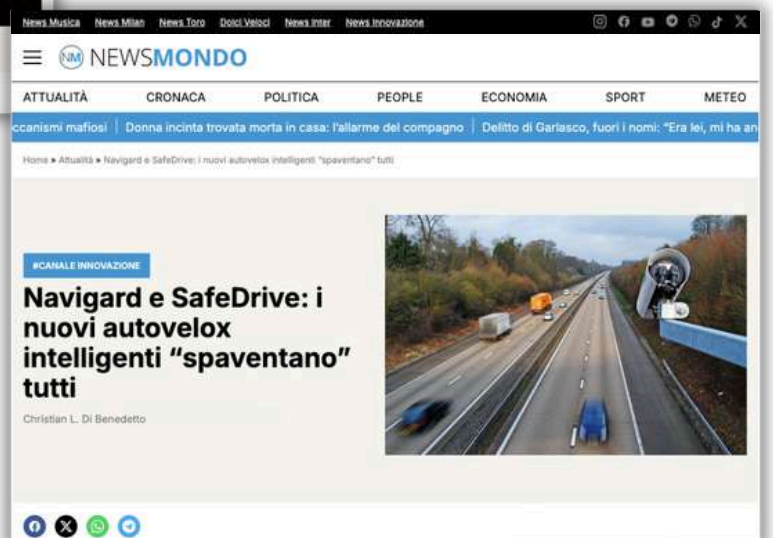 News Musica News Milan News Toro Dolci Veloci News Inter News Innovazione
NM NEWSMONDO
ATTUALITÀ CRONACA POLITICA PEOPLE ECONOMIA SPORT METEO
ccanismi mafiosi | Donna incinta trovata morta in casa: l'allarme del compagno | Delitto di Garlasco, fuori i nomi: "Era lei, mi ha an
Home » Attualità » Navigard e SafeDrive: i nuovi autovelox intelligenti "spaventano" tutti
#CANALE INNOVAZIONE
Navigard e SafeDrive: i
nuovi autovelox
intelligenti "spaventano"
tutti
Christian L. Di Benedetto